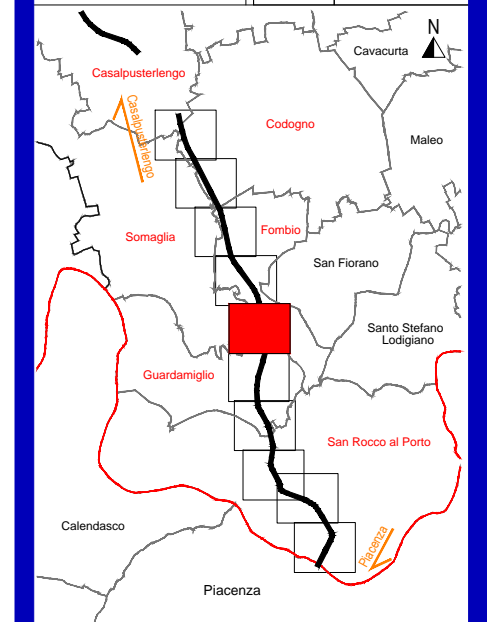 N
Cavacurta
Casalpusterlengo
Casalpusterlengo
Codogno
Maleo
Somaglia
Fombio
San Fiorano
Santo Stefano
Lodigiano
Guardamiglio
San Rocco al Porto
Calendasco
Piacenza
Piacenza